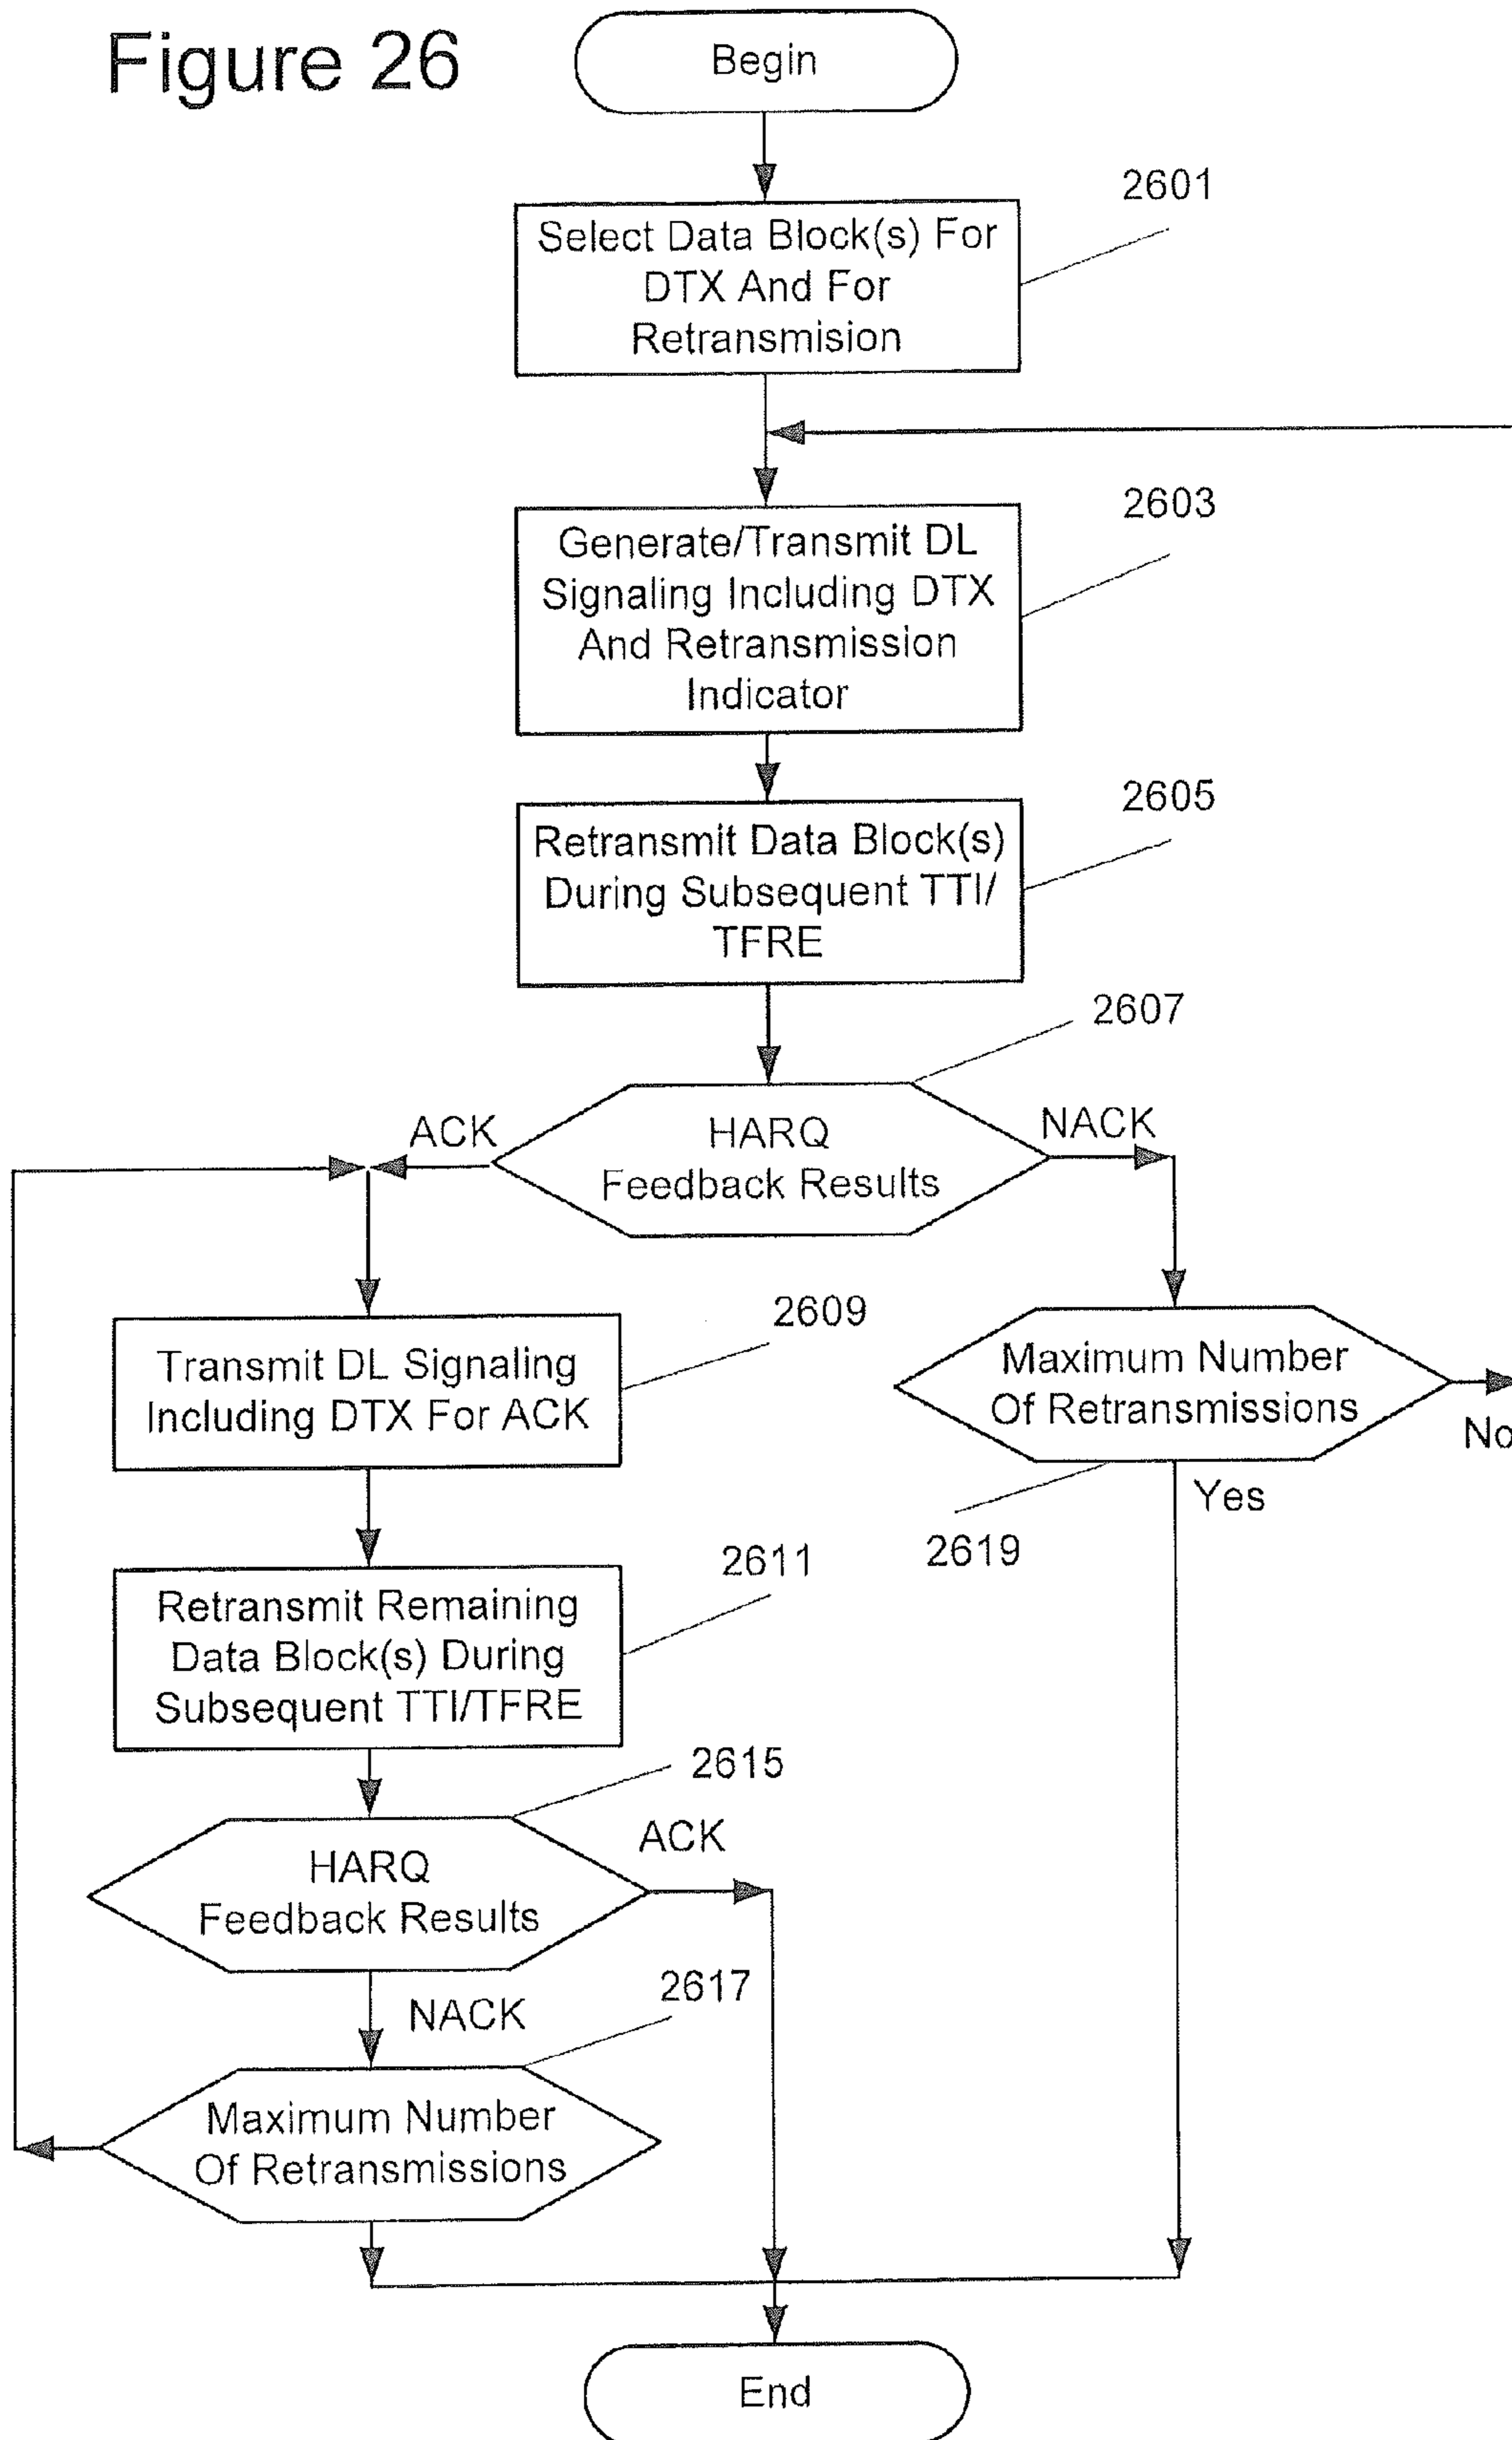 Figure 26
Begin
2601
Select Data Block(s) For
DTX And For
Retransmision
2603
Generate/Transmit DL
Signaling Including DTX
And Retransmission
Indicator
2605
Retransmit Data Block(s)
During Subsequent TTI/
TFRE
2607
ACK
HARQ
Feedback Results
NACK
2609
Transmit DL Signaling
Including DTX For ACK
Maximum Number
Of Retransmissions
No
Yes
2619
2611
Retransmit Remaining
Data Block(s) During
Subsequent TTI/TFRE
2615
HARQ
Feedback Results
ACK
NACK
2617
Maximum Number
Of Retransmissions
End